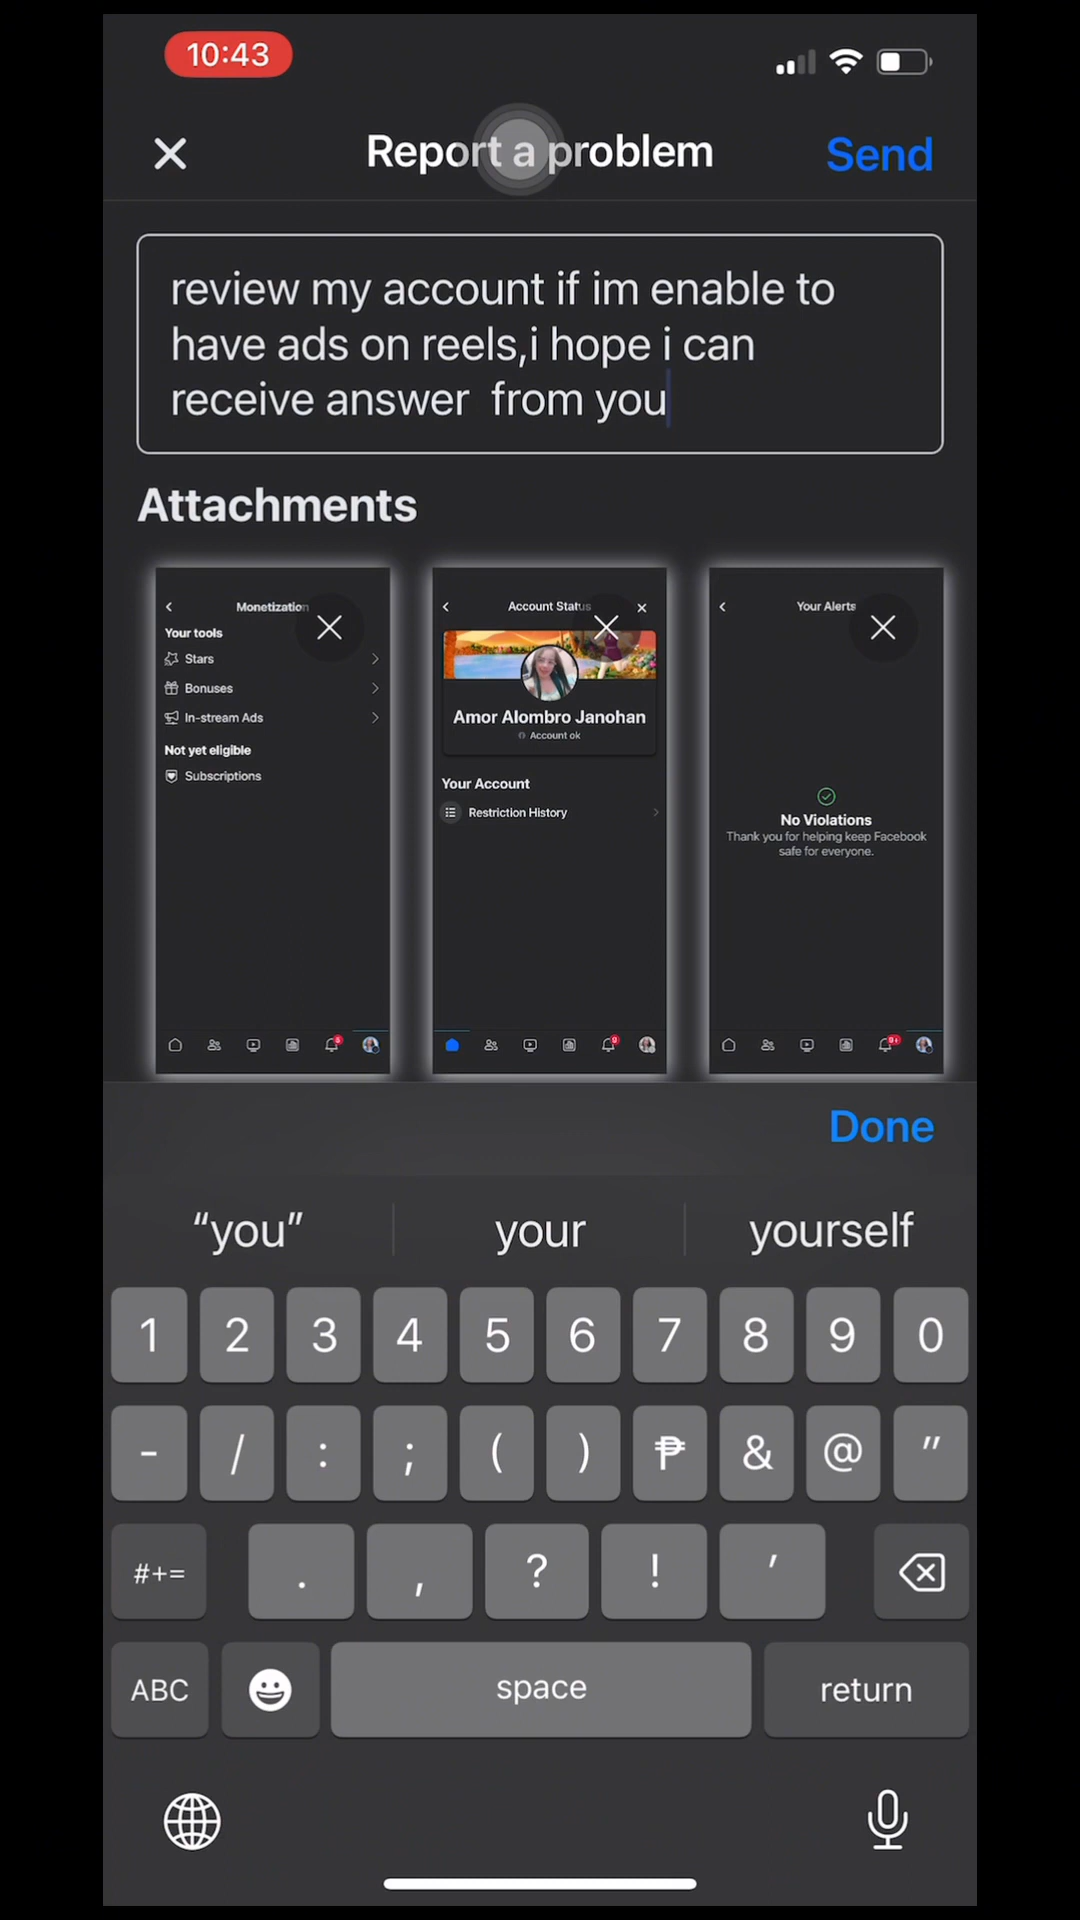 10:43
Report a problem
Send
review my account if im enable to
have ads on reels,i hope i can
receive answer  from you
Attachments
Monetization
Your tools
Stars
Bonuses
In-stream Ads
Not yet eligible
Subscriptions
Account Status
Amor Alombro Janohan
Account ok
Your Account
Restriction History
Your Alerts
No Violations
Thank you for helping keep Facebook
safe for everyone.
Done
“you”
your
yourself
1 2 3 4 5 6 7 8 9 0
- / : ; ( ) ₱ & @ "
#+= . , ? ! '
ABC
space
return